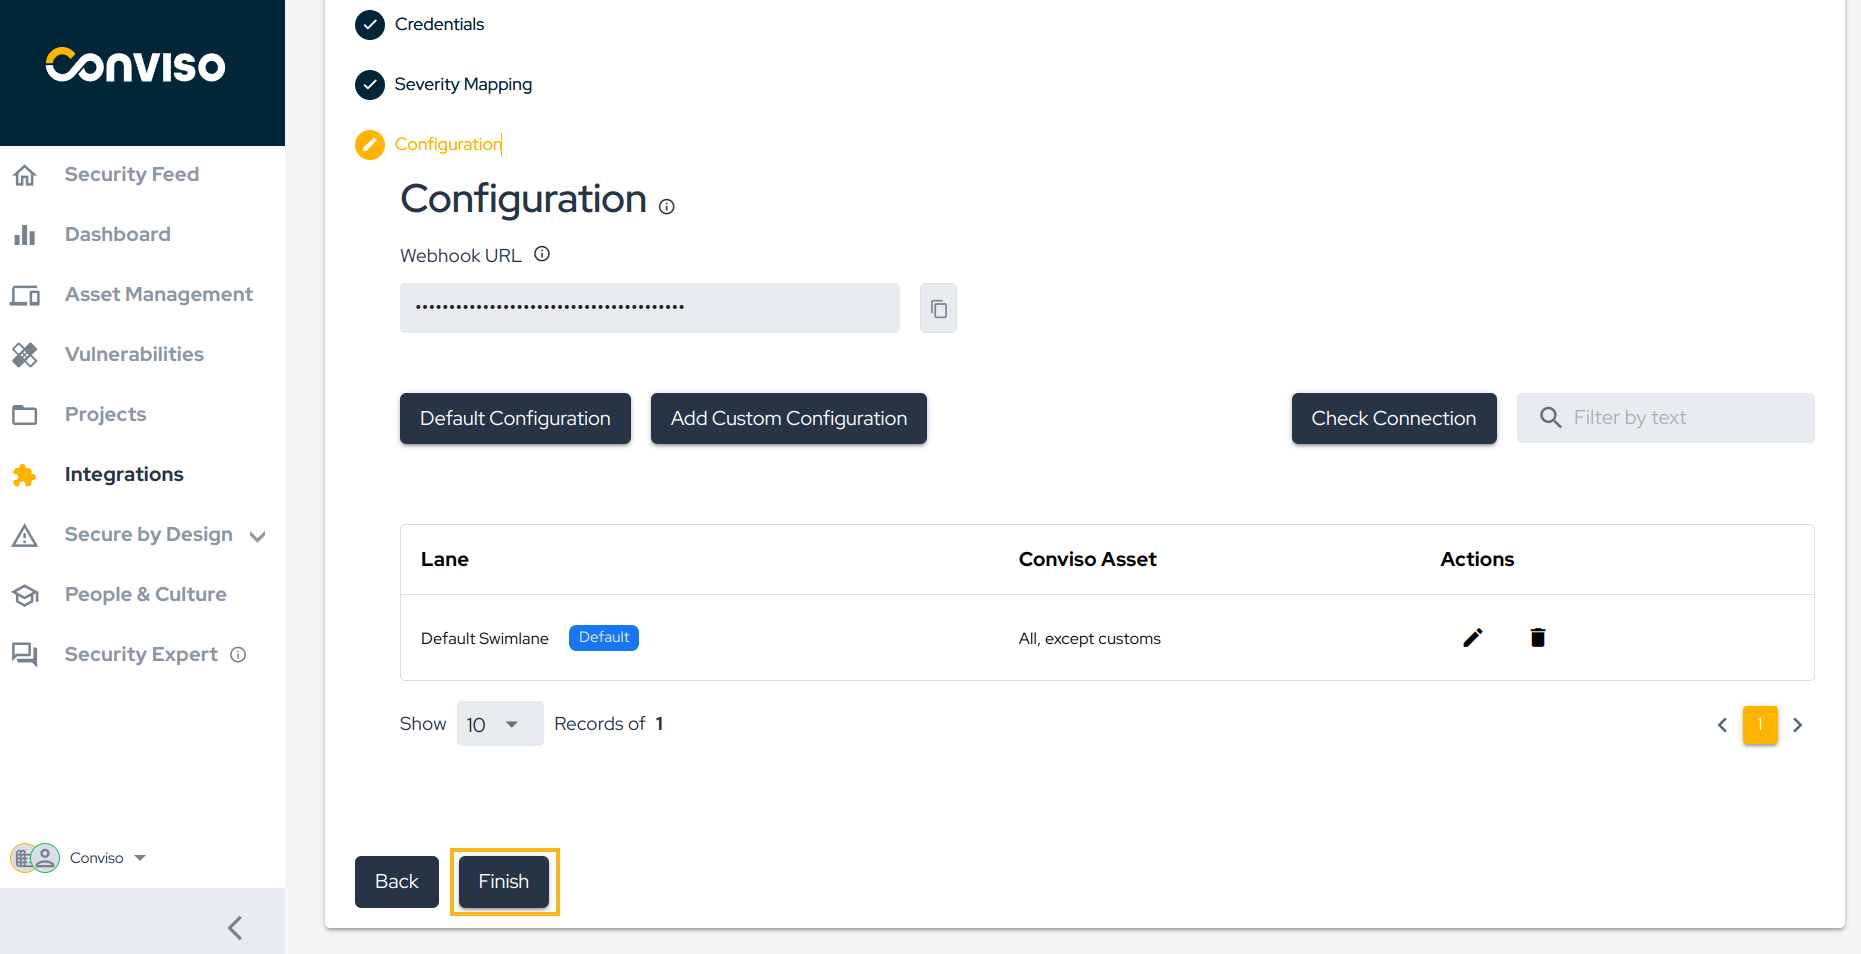 Conviso
Security Feed
Dashboard
Asset Management
Vulnerabilities
Projects
Integrations
Secure by Design
People & Culture
Security Expert
Conviso
Credentials
Severity Mapping
Configuration
Configuration
Webhook URL
••••••••••••••••••••••••••••••••••••••••
Default Configuration Add Custom Configuration Check Connection Filter by text
Lane Conviso Asset Actions
Default Swimlane Default All, except customs
Show 10 Records of 1 1
Back Finish